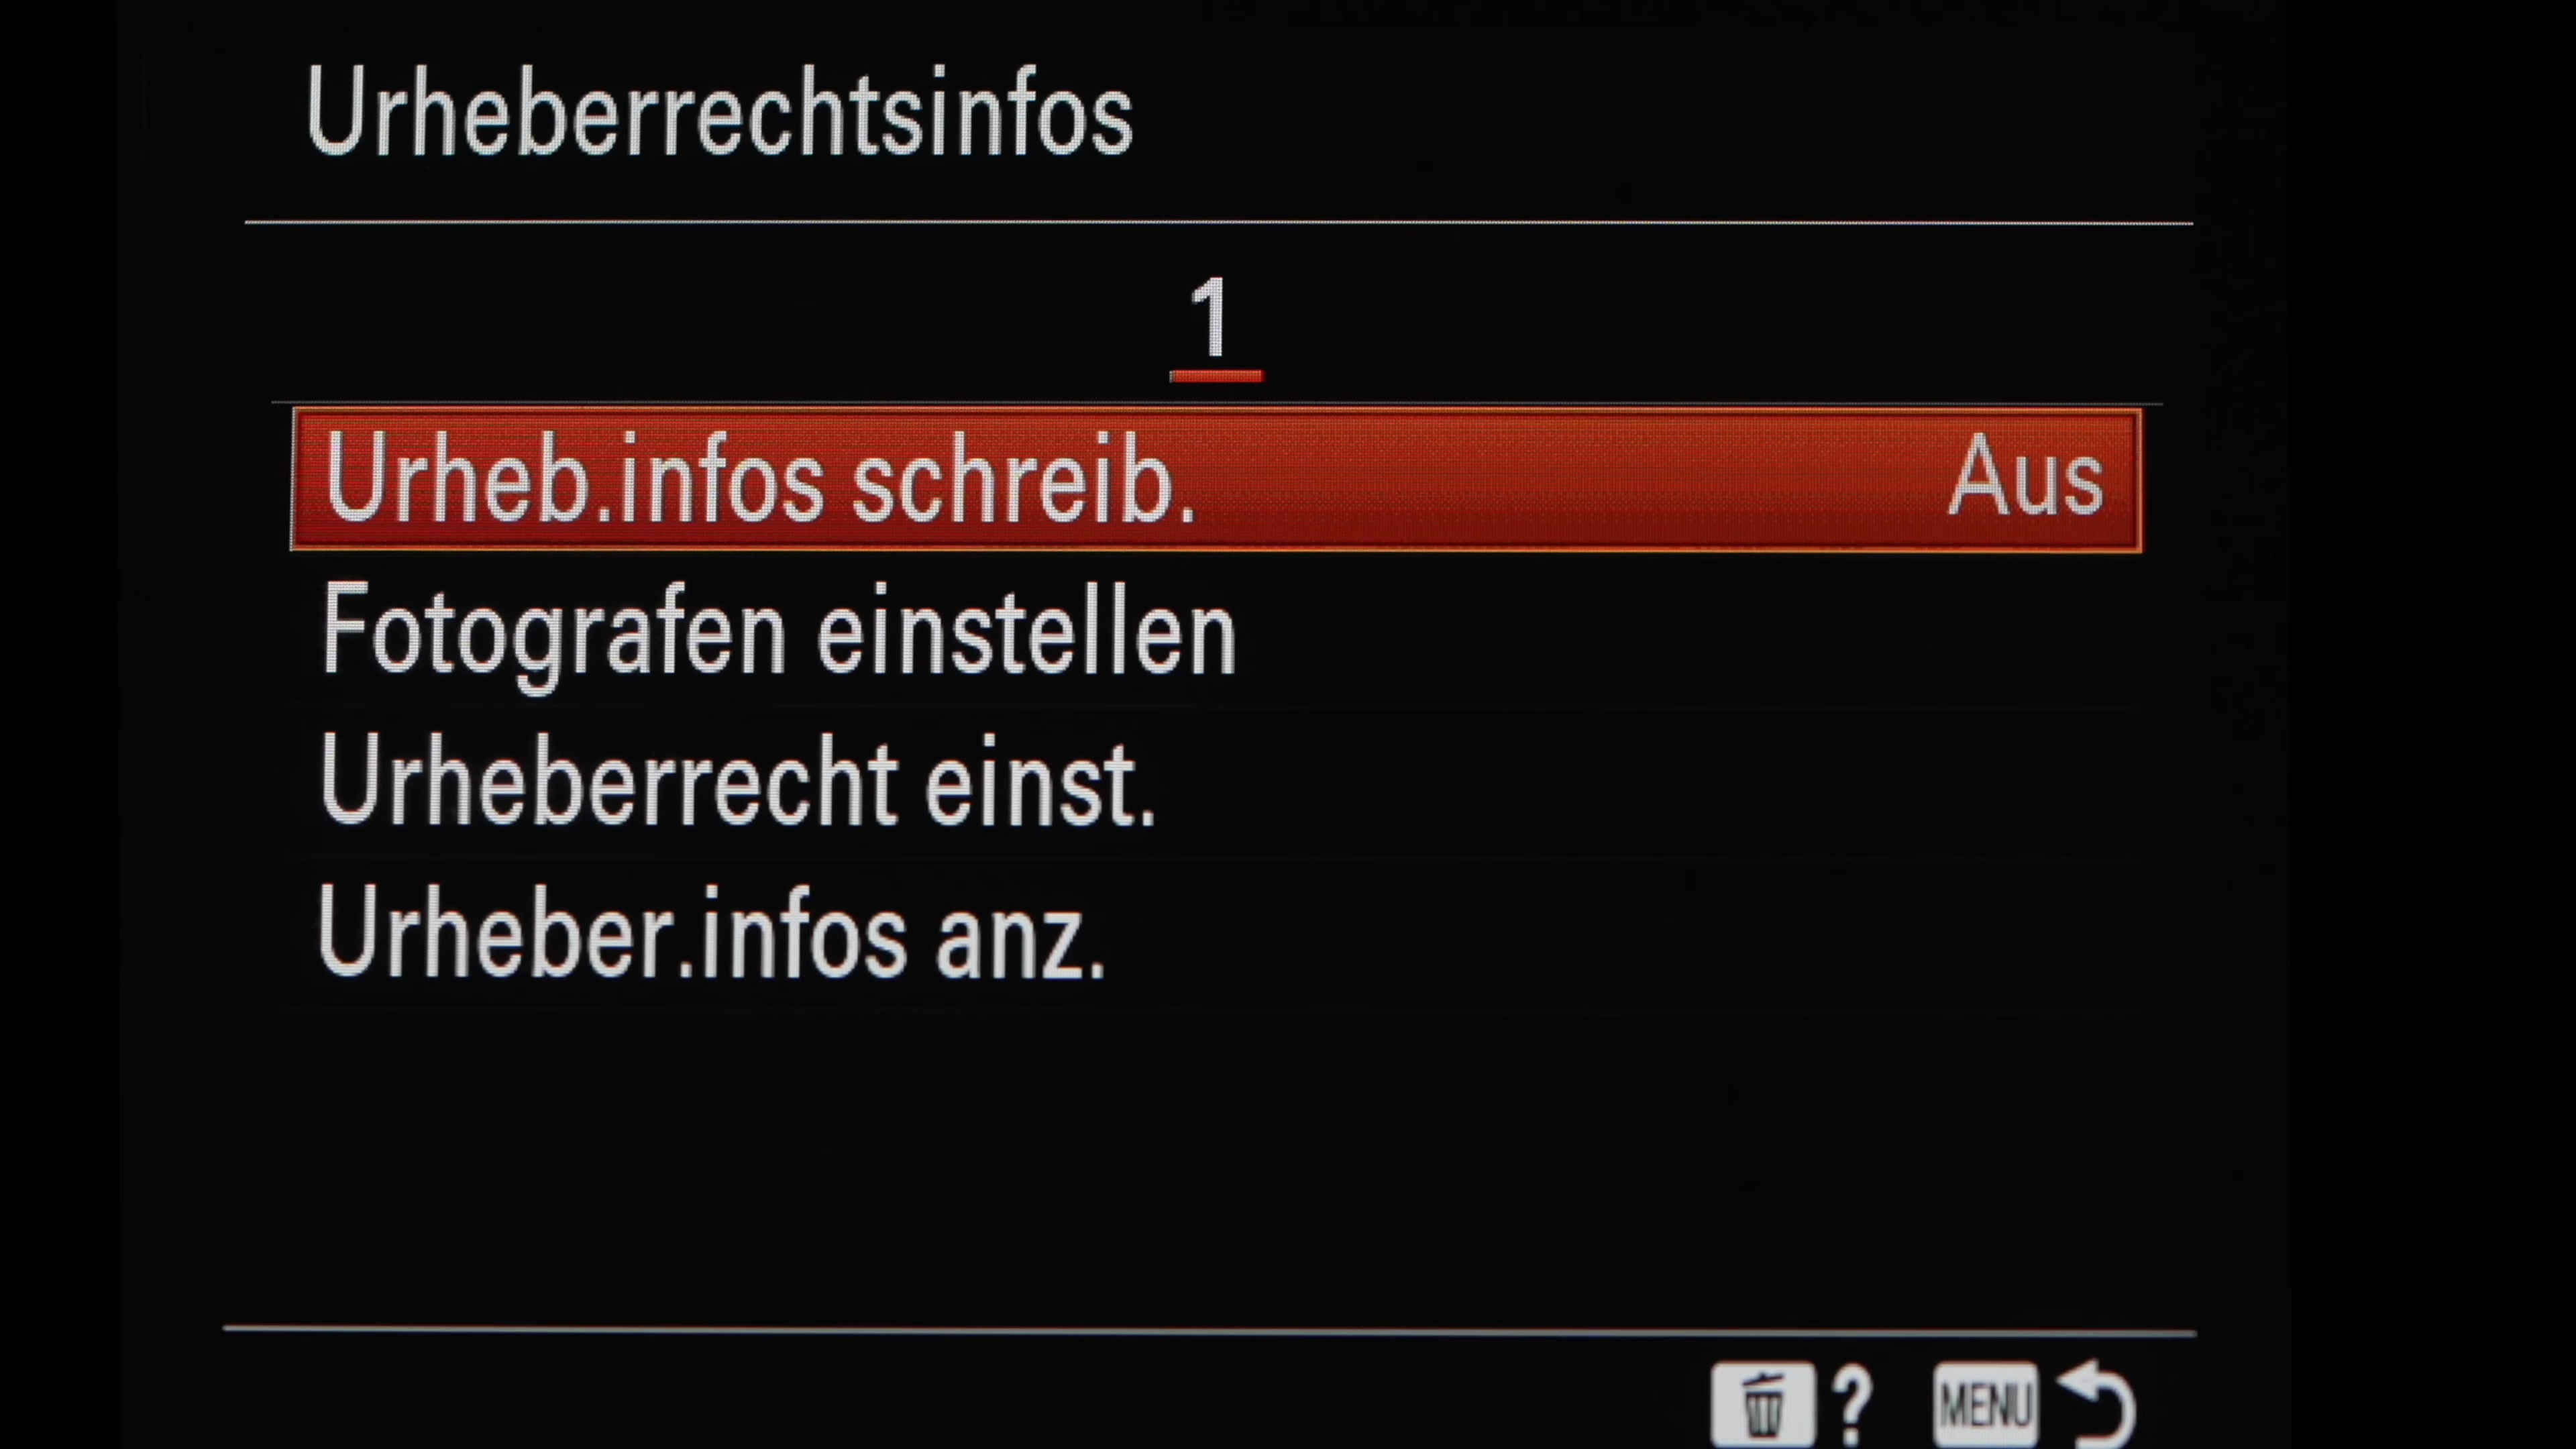 Urheberrechtsinfos
1
Urheb.infos schreib. Aus
Fotografen einstellen
Urheberrecht einst.
Urheber.infos anz.
? MENU